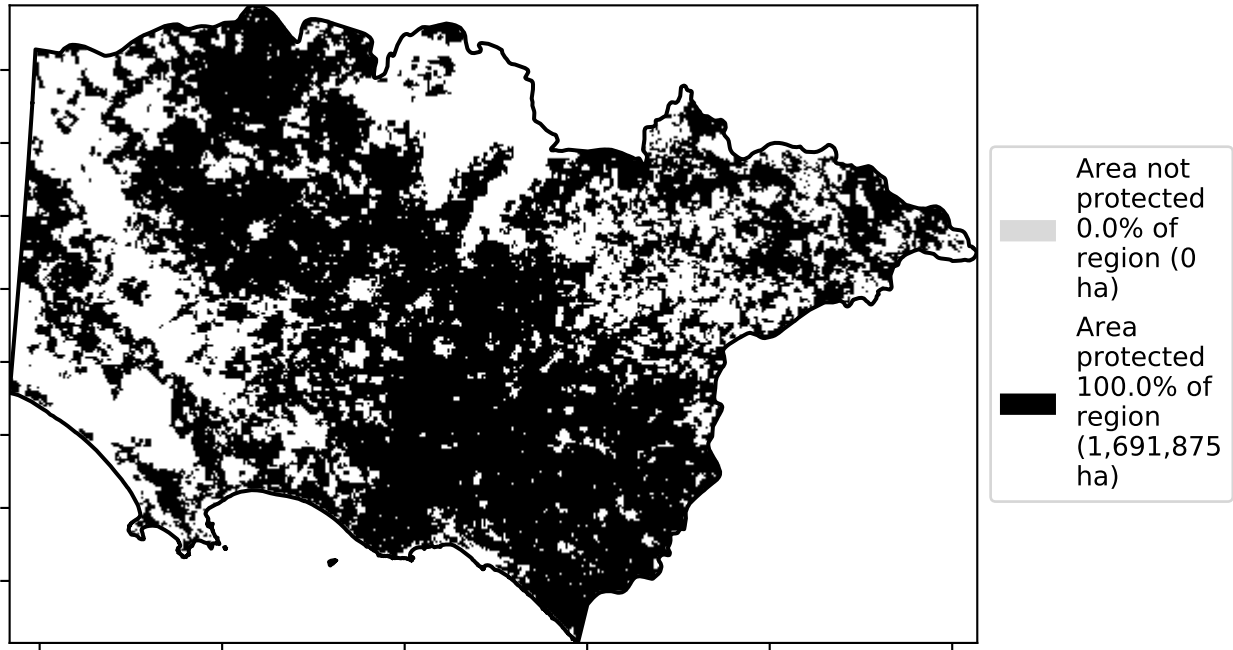 Area not
protected
0.0% of
region (0
ha)
Area
protected
100.0% of
region
(1,691,875
ha)